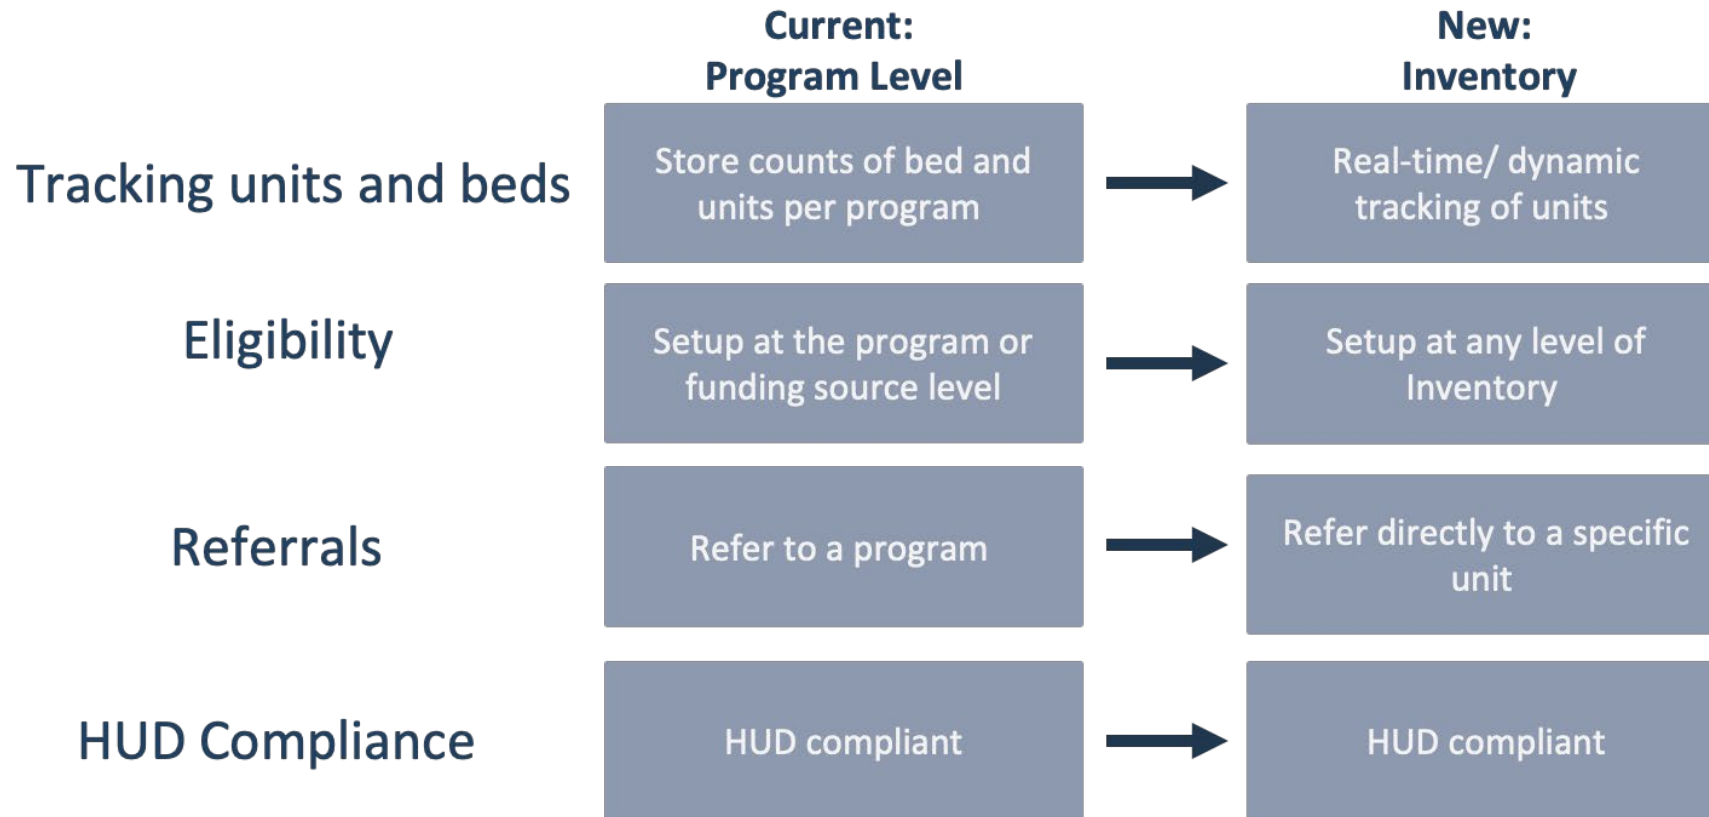 Current:
Program Level
New:
Inventory
Tracking units and beds
Store counts of bed and
units per program
Real-time/ dynamic
tracking of units
Eligibility
Setup at the program or
funding source level
Setup at any level of
Inventory
Referrals
Refer to a program
Refer directly to a specific
unit
HUD Compliance
HUD compliant
HUD compliant